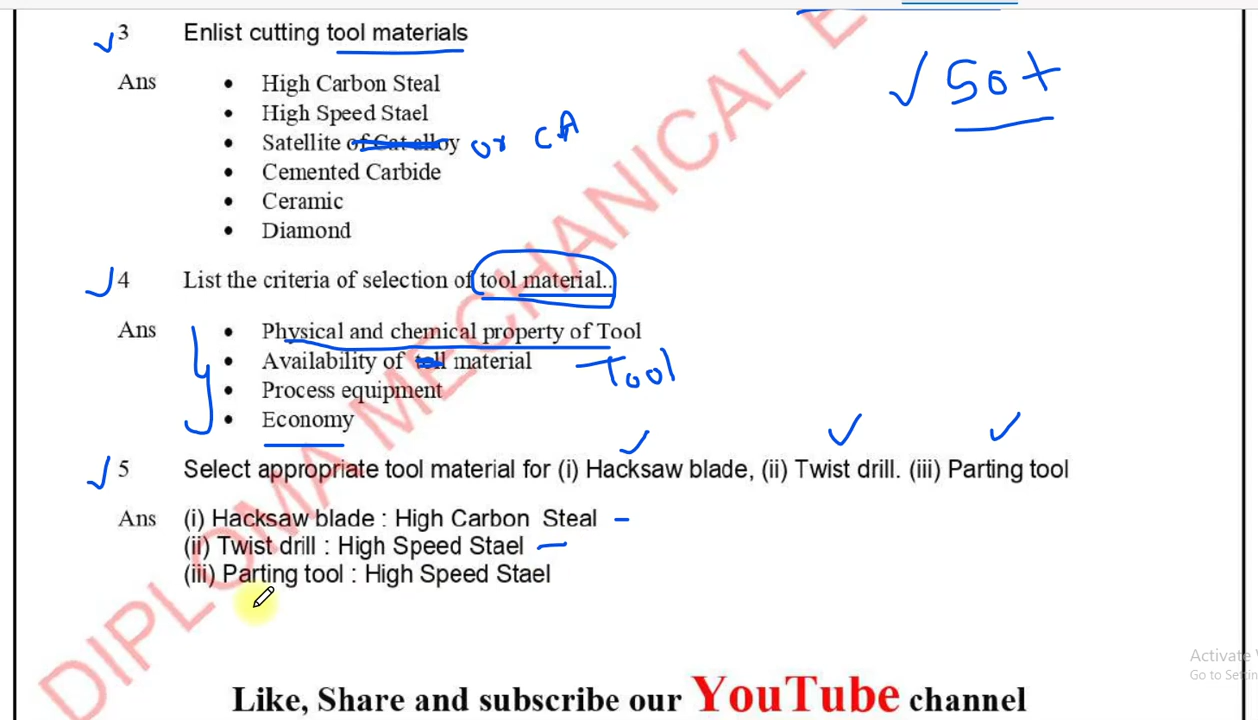 3 Enlist cutting tool materials
✓ 50+
Ans • High Carbon Steal
• High Speed Stael
• Satellite of Cat alloy or CA
• Cemented Carbide
• Ceramic
• Diamond
4 List the criteria of selection of tool material..
Ans • Physical and chemical property of Tool
• Availability of toll material Tool
• Process equipment
• Economy
5 Select appropriate tool material for (i) Hacksaw blade, (ii) Twist drill. (iii) Parting tool
Ans (i) Hacksaw blade : High Carbon Steal
(ii) Twist drill : High Speed Stael
(iii) Parting tool : High Speed Stael
DIPLOMA MECHANICAL E
Activate
Go to Settin
Like, Share and subscribe our YouTube channel